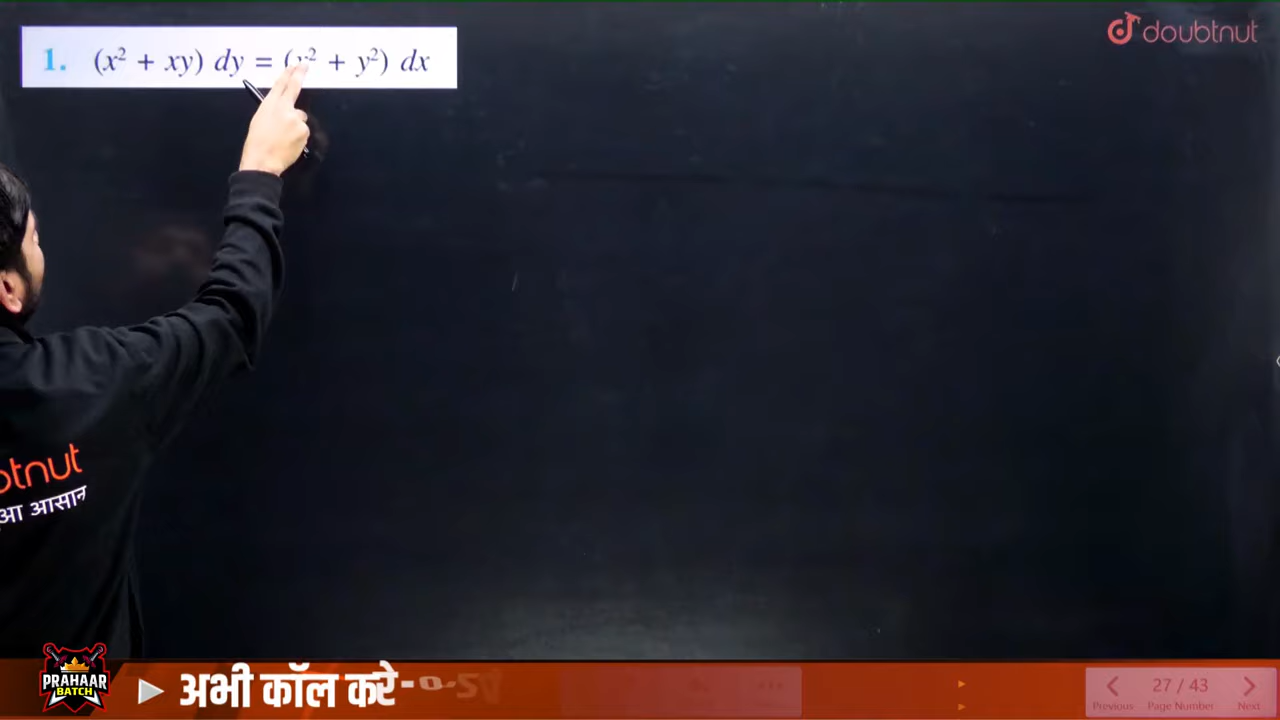 1. (x² + xy) dy = (x² + y²) dx
doubtnut
otnut
आ आसान
PRAHAAR
BATCH
अभी कॉल करे-0-
27 / 43
Previous Page Number Next